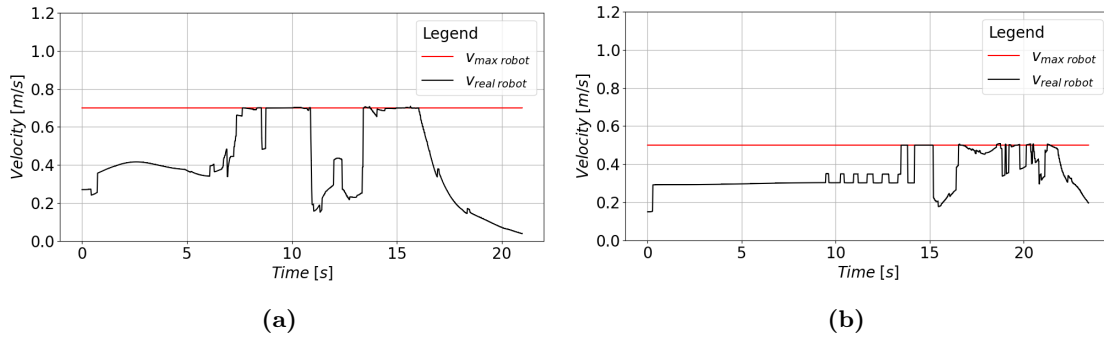 1.2
1.0
0.8
0.6
0.4
0.2
0.0
Velocity [m/s]
0 5 10 15 20
Time [s]
Legend
v_max robot
v_real robot
(a)
1.2
1.0
0.8
0.6
0.4
0.2
0.0
Velocity [m/s]
0 5 10 15 20
Time [s]
Legend
v_max robot
v_real robot
(b)